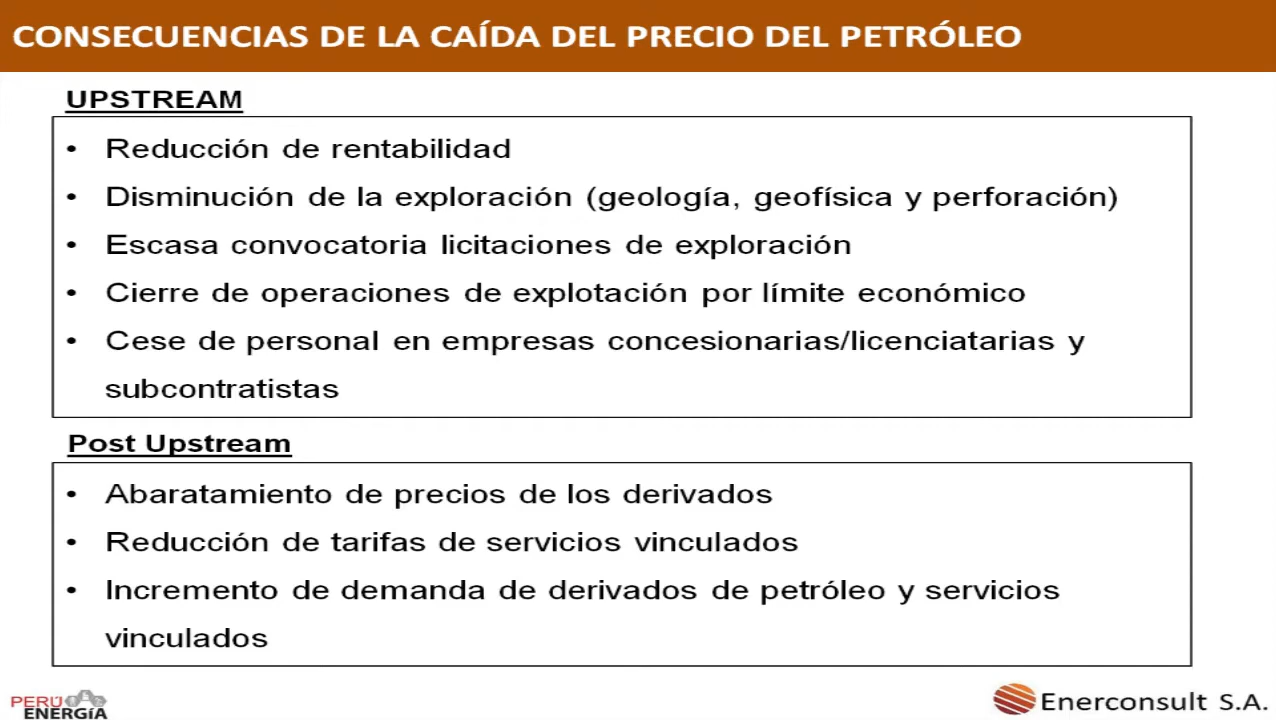 CONSECUENCIAS DE LA CAÍDA DEL PRECIO DEL PETRÓLEO
UPSTREAM
• Reducción de rentabilidad
• Disminución de la exploración (geología, geofísica y perforación)
• Escasa convocatoria licitaciones de exploración
• Cierre de operaciones de explotación por límite económico
• Cese de personal en empresas concesionarias/licenciatarias y
subcontratistas
Post Upstream
• Abaratamiento de precios de los derivados
• Reducción de tarifas de servicios vinculados
• Incremento de demanda de derivados de petróleo y servicios
vinculados
PERÚ
ENERGÍA
Enerconsult S.A.